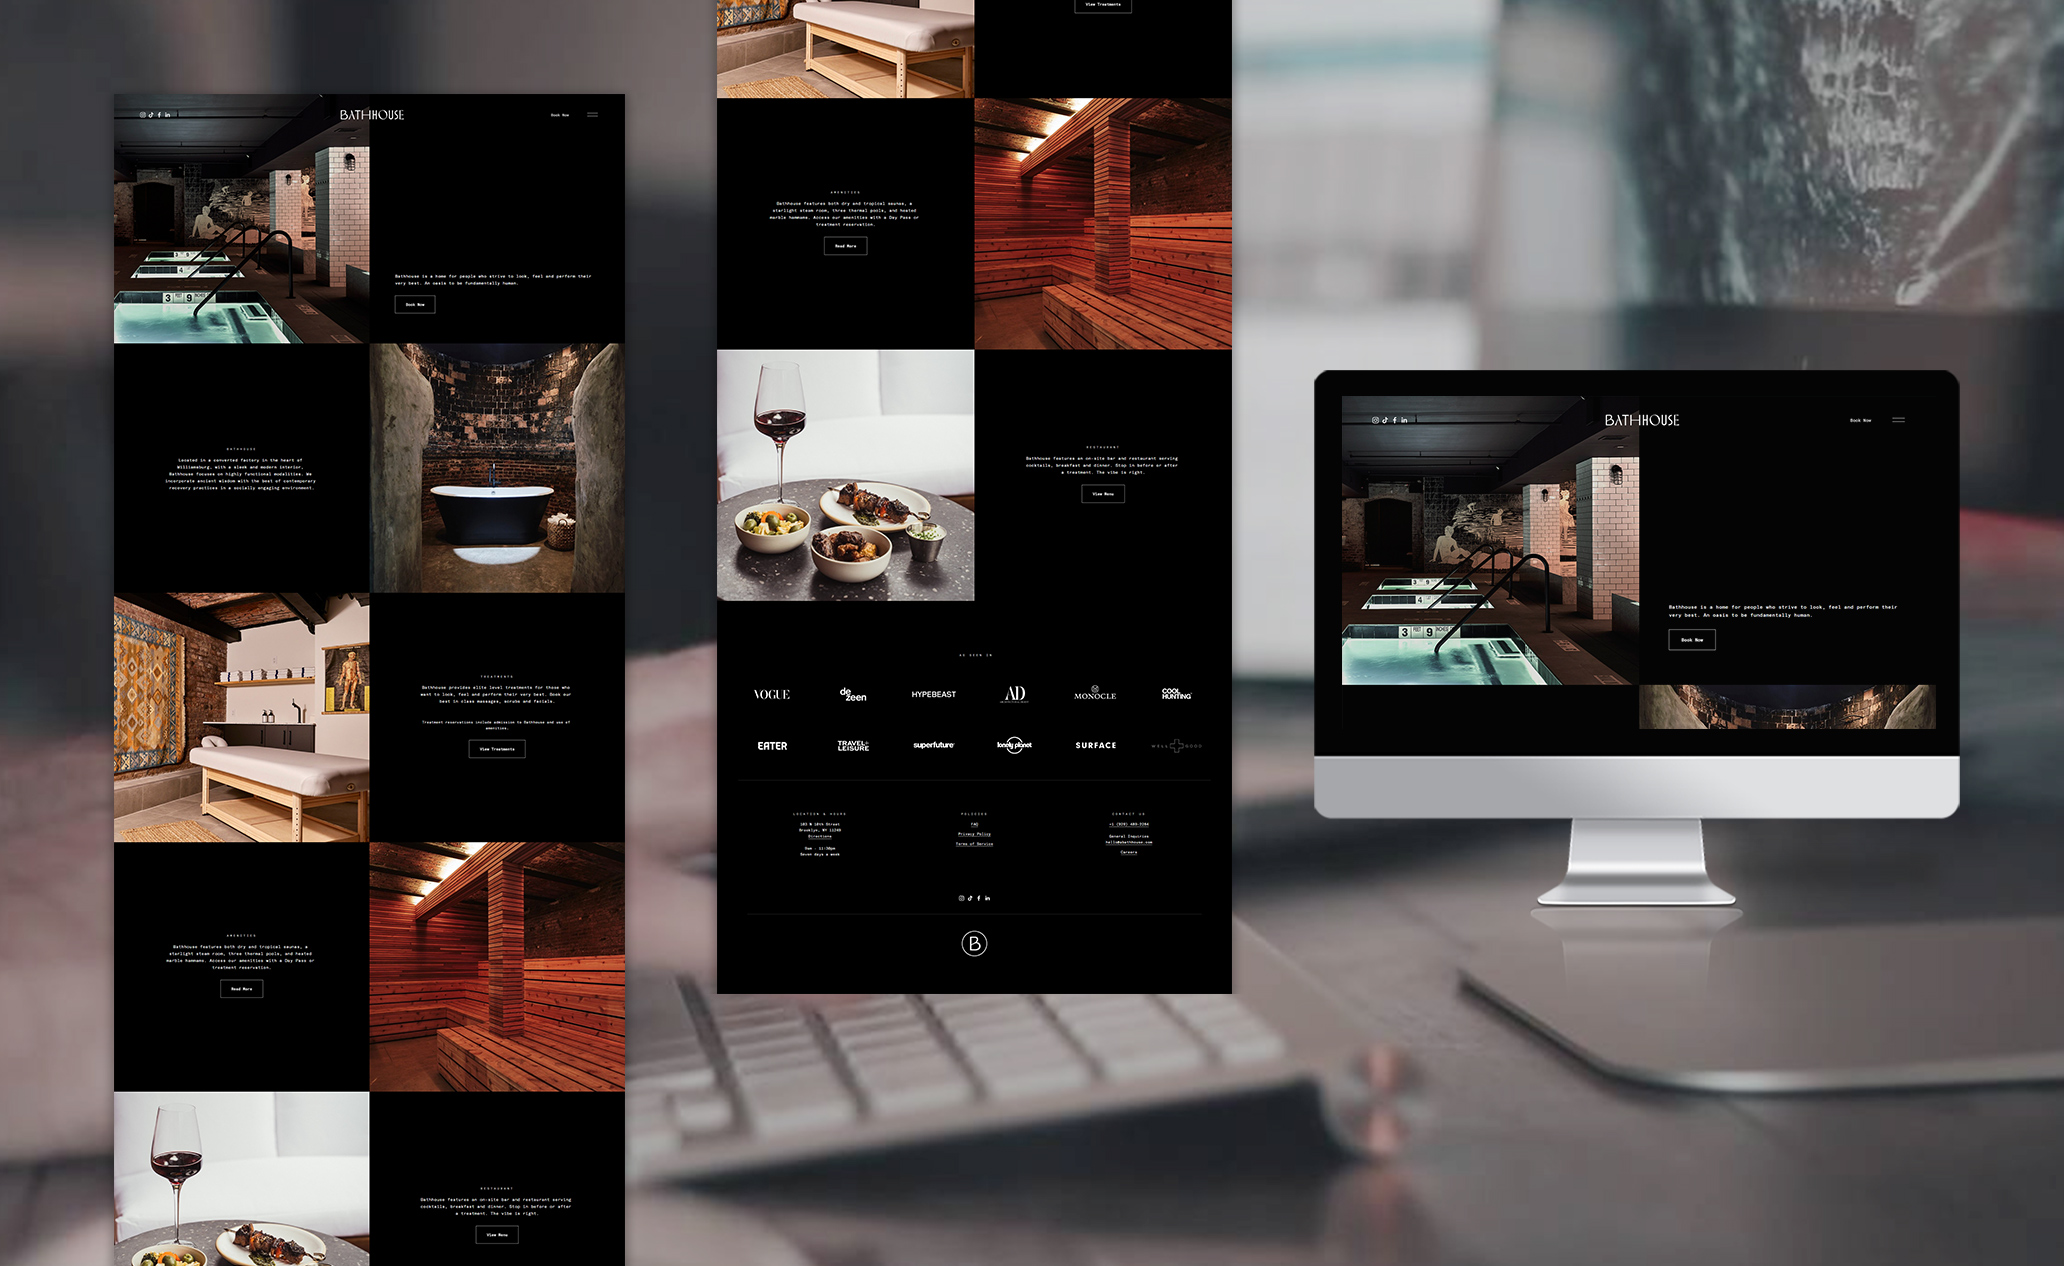 BATHHOUSE
Book Now
Bathhouse is a home for people who strive to look, feel and perform their
very best. An oasis to be fundamentally human.
Book Now
3 9
BATHHOUSE
Located in a converted factory in the heart of
Williamsburg, with a sleek and modern interior,
Bathhouse focuses on highly functional modalities. We
incorporate ancient wisdom with the best of contemporary
recovery practices in a socially engaging environment.
TREATMENTS
Bathhouse provides elite level treatments for those who
want to look, feel and perform their very best. Book our
best in class massages, scrubs and facials.
Treatment reservations include admission to Bathhouse and use of
amenities.
View Treatments
AMENITIES
Bathhouse features both dry and tropical saunas, a
starlight steam room, three thermal pools, and heated
marble hammams. Access our amenities with a Day Pass or
treatment reservation.
Read More
RESTAURANT
Bathhouse features an on-site bar and restaurant serving
cocktails, breakfast and dinner. Stop in before or after
a treatment. The vibe is right.
View Menu
View Treatments
AMENITIES
Bathhouse features both dry and tropical saunas, a
starlight steam room, three thermal pools, and heated
marble hammams. Access our amenities with a Day Pass or
treatment reservation.
Read More
RESTAURANT
Bathhouse features an on-site bar and restaurant serving
cocktails, breakfast and dinner. Stop in before or after
a treatment. The vibe is right.
View Menu
AS SEEN IN
VOGUE
de zeen
HYPEBEAST
AD
MONOCLE
COOL HUNTING
EATER
TRAVEL+ LEISURE
superfuture
lonely planet
SURFACE
WELL+GOOD
LOCATION & HOURS
103 N 10th Street
Brooklyn, NY 11249
Directions
9am - 11:30pm
Seven days a week
POLICIES
FAQ
Privacy Policy
Terms of Service
CONTACT US
General Inquiries
hello@abathhouse.com
Careers
B
BATHHOUSE
Book Now
3 9
Bathhouse is a home for people who strive to look, feel and perform their
very best. An oasis to be fundamentally human.
Book Now